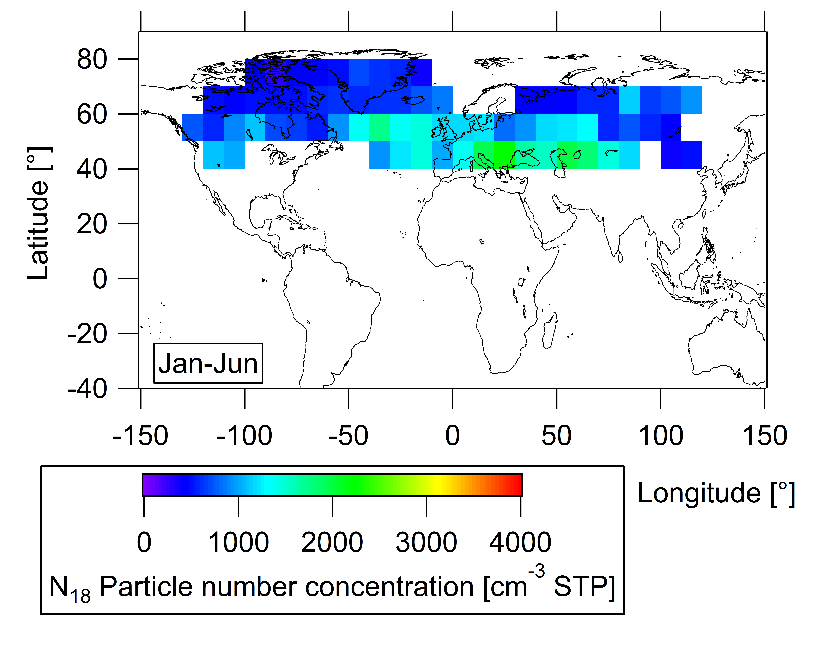 Latitude [°]
80
60
40
20
0
-20
-40
Jan-Jun
-150 -100 -50 0 50 100 150
Longitude [°]
0 1000 2000 3000 4000
N18 Particle number concentration [cm-3 STP]